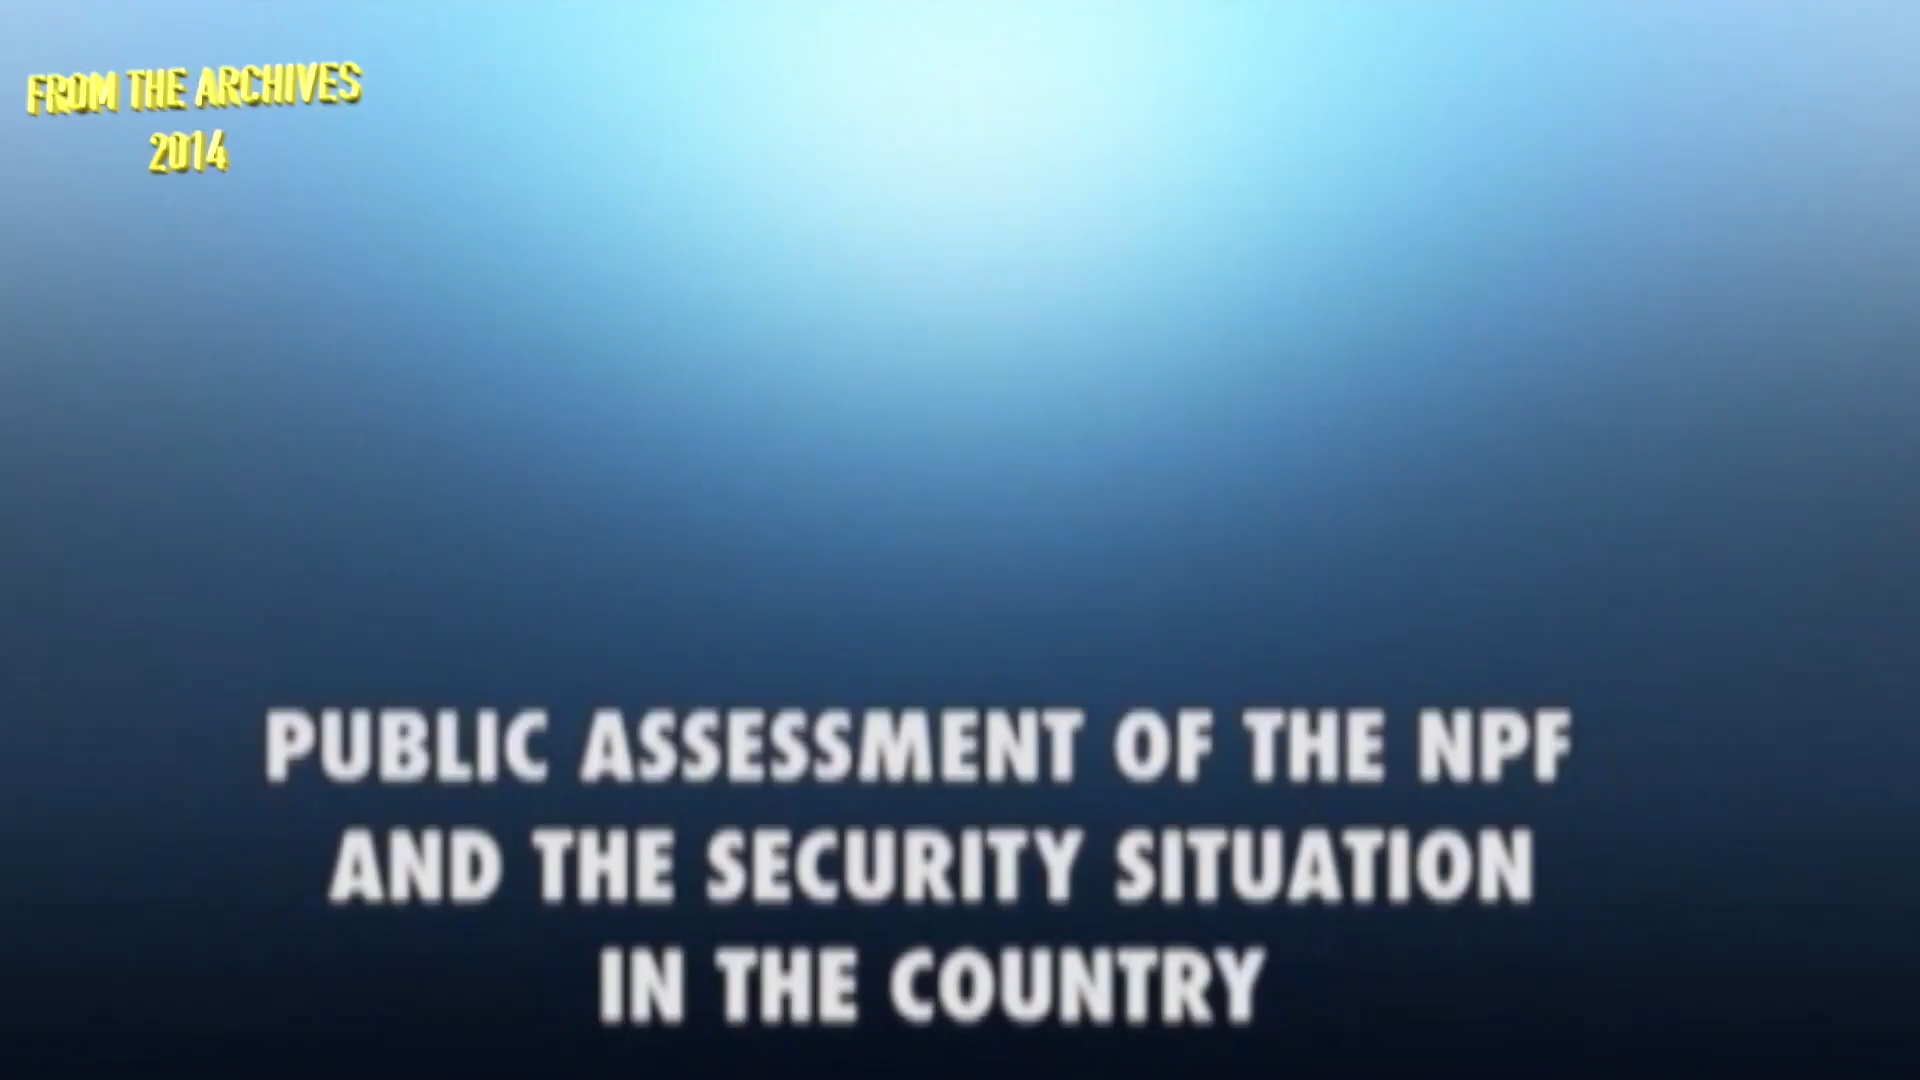 FROM THE ARCHIVES
2014
PUBLIC ASSESSMENT OF THE NPF
AND THE SECURITY SITUATION
IN THE COUNTRY